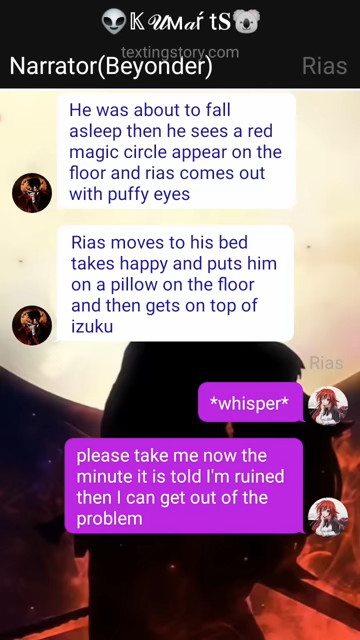 👽𝕂 𝓤ᴍᴀŕ tS🐨
textingstory.com
Narrator(Beyonder)
Rias
He was about to fall
asleep then he sees a red
magic circle appear on the
floor and rias comes out
with puffy eyes
Rias moves to his bed
takes happy and puts him
on a pillow on the floor
and then gets on top of
izuku
Rias
*whisper*
please take me now the
minute it is told I'm ruined
then I can get out of the
problem